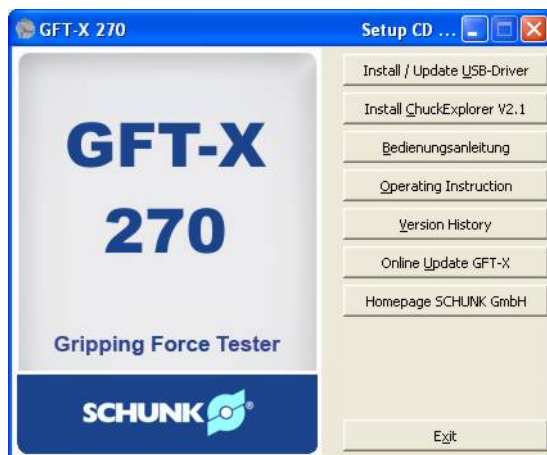 GFT-X 270 Setup CD ...
GFT-X
270
Gripping Force Tester
SCHUNK
Install / Update USB-Driver
Install ChuckExplorer V2.1
Bedienungsanleitung
Operating Instruction
Version History
Online Update GFT-X
Homepage SCHUNK GmbH
Exit